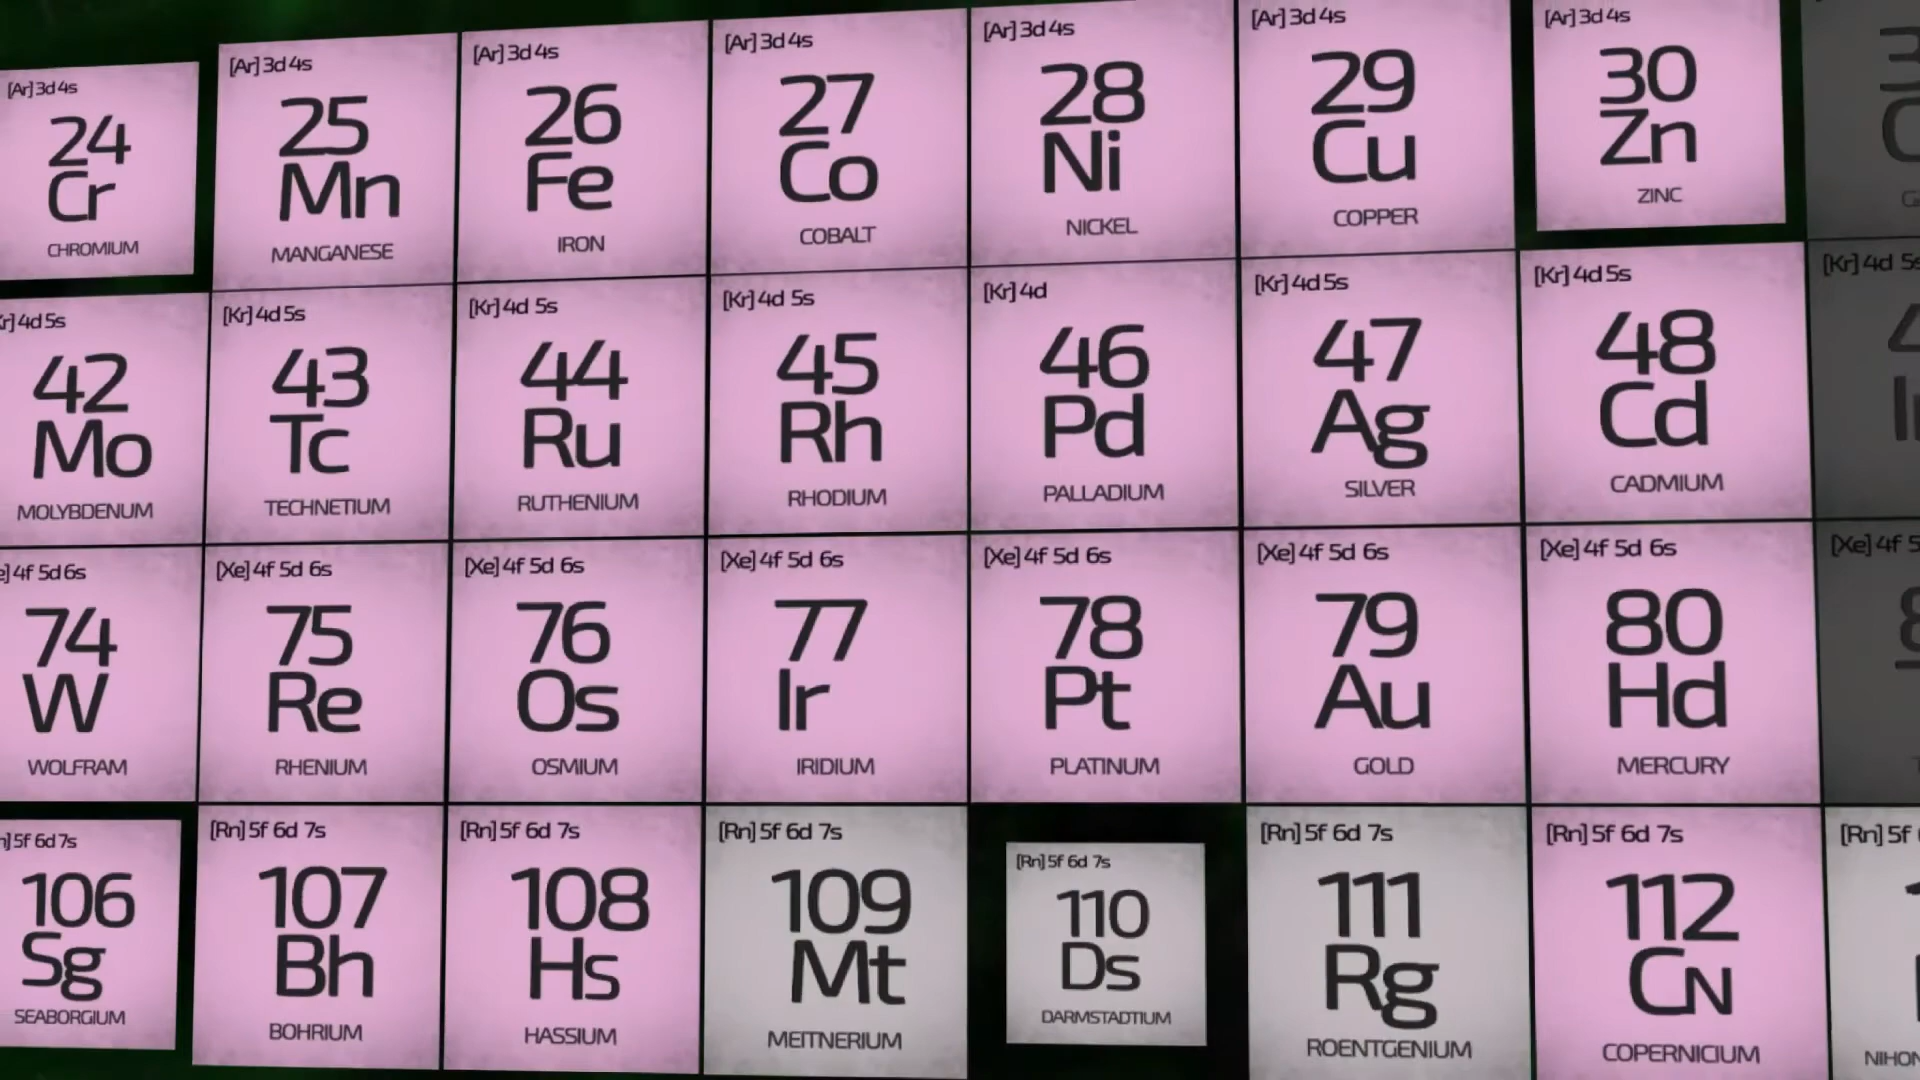 [Ar] 3d 4s
24
Cr
CHROMIUM
[Ar] 3d 4s
25
Mn
MANGANESE
[Ar] 3d 4s
26
Fe
IRON
[Ar] 3d 4s
27
Co
COBALT
[Ar] 3d 4s
28
Ni
NICKEL
[Ar] 3d 4s
29
Cu
COPPER
[Ar] 3d 4s
30
Zn
ZINC
r] 4d 5s
42
Mo
MOLYBDENUM
[Kr] 4d 5s
43
Tc
TECHNETIUM
[Kr] 4d 5s
44
Ru
RUTHENIUM
[Kr] 4d 5s
45
Rh
RHODIUM
[Kr] 4d
46
Pd
PALLADIUM
[Kr] 4d 5s
47
Ag
SILVER
[Kr] 4d 5s
48
Cd
CADMIUM
[Kr] 4d 5s
e] 4f 5d 6s
74
W
WOLFRAM
[Xe] 4f 5d 6s
75
Re
RHENIUM
[Xe] 4f 5d 6s
76
Os
OSMIUM
[Xe] 4f 5d 6s
77
Ir
IRIDIUM
[Xe] 4f 5d 6s
78
Pt
PLATINUM
[Xe] 4f 5d 6s
79
Au
GOLD
[Xe] 4f 5d 6s
80
Hd
MERCURY
[Xe] 4f 5
n] 5f 6d 7s
106
Sg
SEABORGIUM
[Rn] 5f 6d 7s
107
Bh
BOHRIUM
[Rn] 5f 6d 7s
108
Hs
HASSIUM
[Rn] 5f 6d 7s
109
Mt
MEITNERIUM
[Rn] 5f 6d 7s
110
Ds
DARMSTADTIUM
[Rn] 5f 6d 7s
111
Rg
ROENTGENIUM
[Rn] 5f 6d 7s
112
CN
COPERNICIUM
[Rn] 5f
NIHON